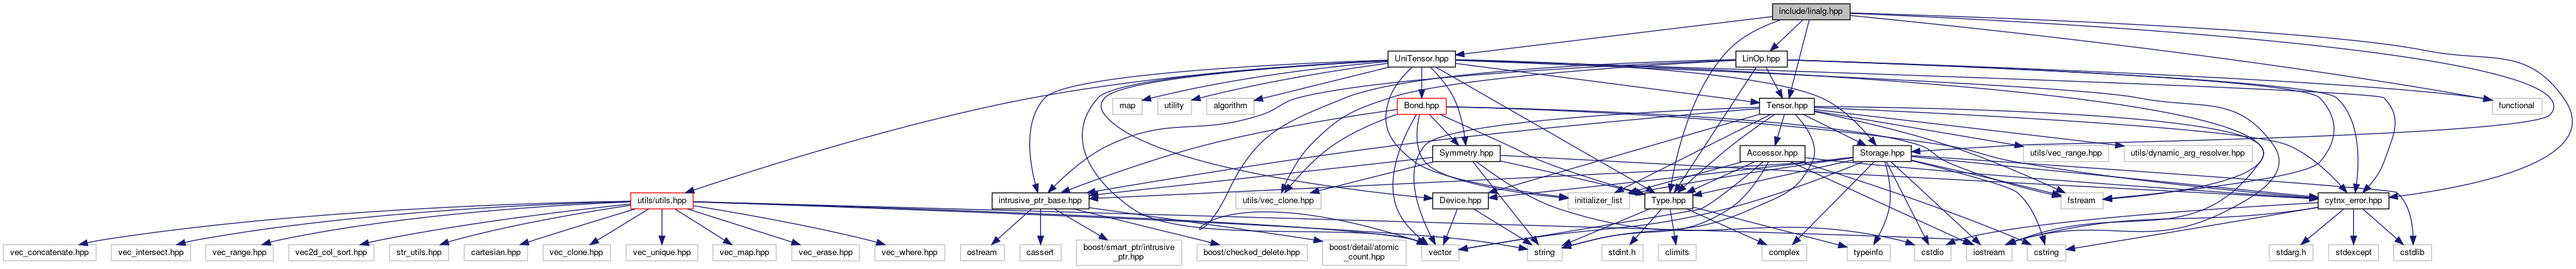 include/linalg.hpp
UniTensor.hpp
LinOp.hpp
map
utility
algorithm
Bond.hpp
Tensor.hpp
functional
Symmetry.hpp
Accessor.hpp
Storage.hpp
utils/vec_range.hpp
utils/dynamic_arg_resolver.hpp
utils/utils.hpp
intrusive_ptr_base.hpp
utils/vec_clone.hpp
Device.hpp
initializer_list
Type.hpp
fstream
cytnx_error.hpp
vec_concatenate.hpp
vec_intersect.hpp
vec_range.hpp
vec2d_col_sort.hpp
str_utils.hpp
cartesian.hpp
vec_clone.hpp
vec_unique.hpp
vec_map.hpp
vec_erase.hpp
vec_where.hpp
ostream
cassert
boost/smart_ptr/intrusive
_ptr.hpp
boost/checked_delete.hpp
boost/detail/atomic
_count.hpp
vector
string
stdint.h
climits
complex
typeinfo
cstdio
iostream
cstring
stdarg.h
stdexcept
cstdlib